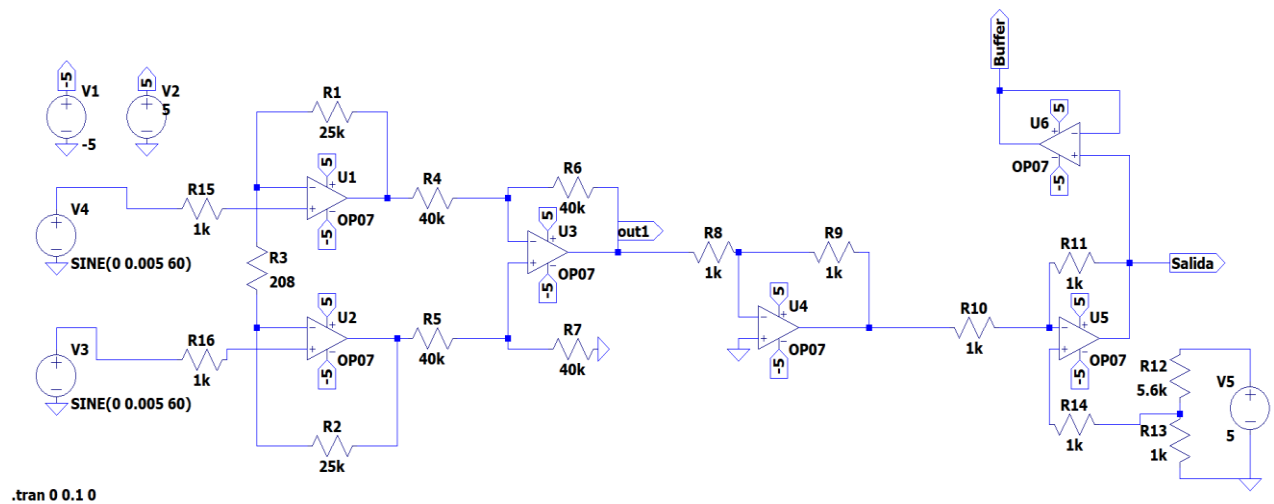 -5
V1
-5
5
V2
5
R1
25k
5
U1
OP07
-5
R15
1k
V4
SINE(0 0.005 60)
R3
208
R4
40k
R6
40k
5
U3
OP07
-5
out1
5
U2
OP07
-5
R5
40k
R7
40k
V3
R16
1k
SINE(0 0.005 60)
R2
25k
R8
1k
R9
1k
5
U4
OP07
-5
R10
1k
Buffer
5
U6
OP07
-5
R11
1k
Salida
5
U5
OP07
-5
R12
5.6k
V5
5
R14
1k
R13
1k
.tran 0 0.1 0